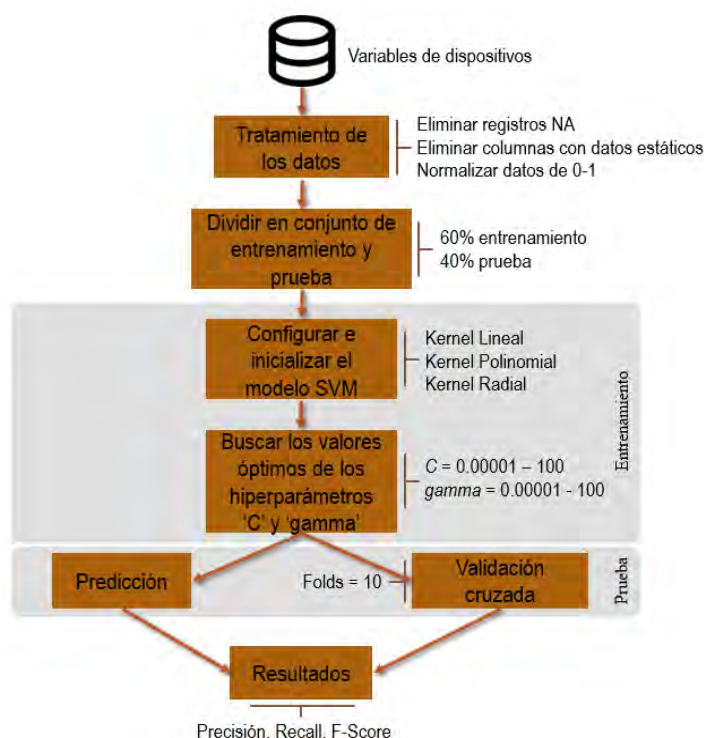 Variables de dispositivos
Tratamiento de
los datos
Eliminar registros NA
Eliminar columnas con datos estáticos
Normalizar datos de 0-1
Dividir en conjunto de
entrenamiento y
prueba
60% entrenamiento
40% prueba
Configurar e
inicializar el
modelo SVM
Kernel Lineal
Kernel Polinomial
Kernel Radial
Entrenamiento
Buscar los valores
óptimos de los
hiperparámetros
'C' y 'gamma'
C = 0.00001 – 100
gamma = 0.00001 - 100
Predicción
Folds = 10
Validación
cruzada
Prueba
Resultados
Precisión, Recall, F-Score